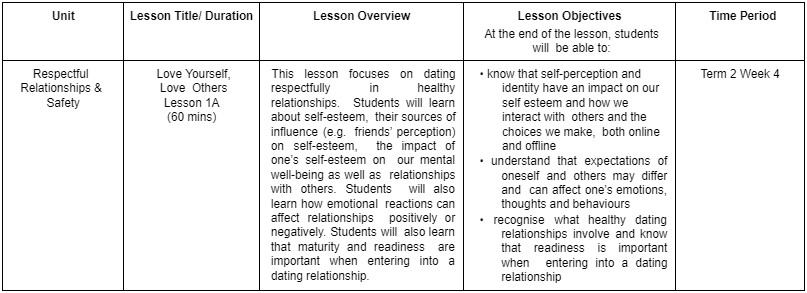 Unit
Lesson Title/ Duration
Lesson Overview
Lesson Objectives
At the end of the lesson, students
will be able to:
Time Period
Respectful
Relationships &
Safety
Love Yourself,
Love Others
Lesson 1A
(60 mins)
This lesson focuses on dating
respectfully in healthy
relationships. Students will learn
about self-esteem, their sources of
influence (e.g. friends' perception)
on self-esteem, the impact of
one's self-esteem on our mental
well-being as well as relationships
with others. Students will also
learn how emotional reactions can
affect relationships positively or
negatively. Students will also learn
that maturity and readiness are
important when entering into a
dating relationship.
• know that self-perception and
identity have an impact on our
self esteem and how we
interact with others and the
choices we make, both online
and offline
• understand that expectations of
oneself and others may differ
and can affect one's emotions,
thoughts and behaviours
• recognise what healthy dating
relationships involve and know
that readiness is important
when entering into a dating
relationship
Term 2 Week 4